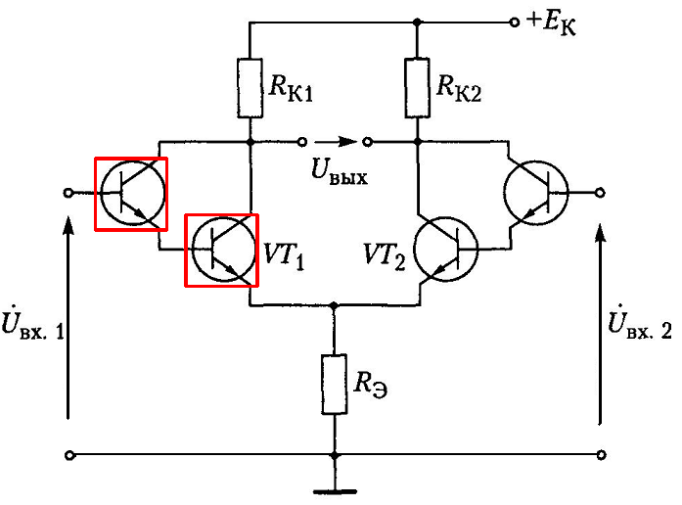 +E_К
R_К1
R_К2
U_вых
VT_1
VT_2
U̇_вх. 1
U̇_вх. 2
R_Э